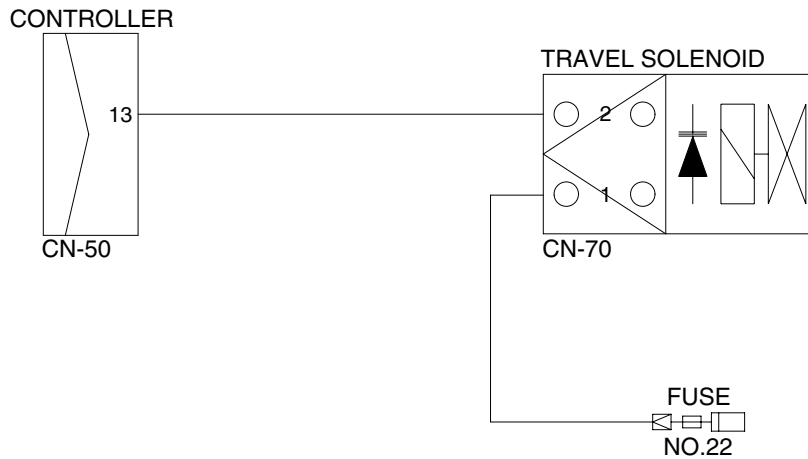 CONTROLLER
TRAVEL SOLENOID
13
2
1
CN-50
CN-70
FUSE
NO.22